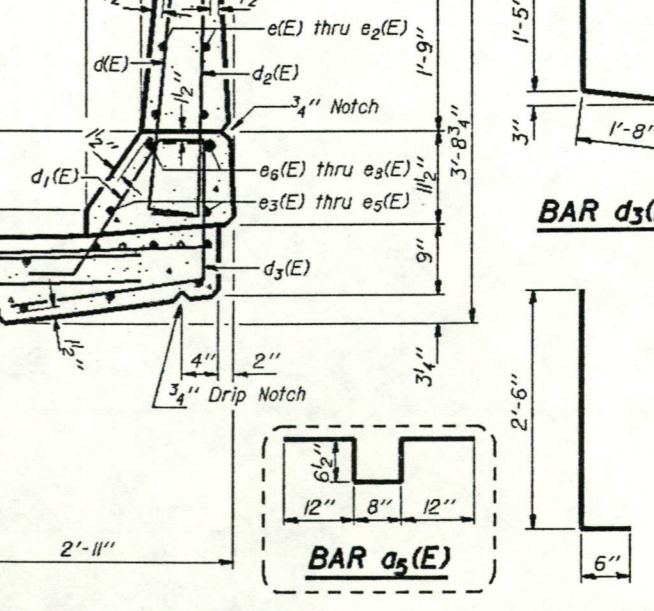 e(E) thru e2(E)
d(E)
d2(E)
1½"
¾" Notch
1'-9"
1'-5"
3"
1'-8"
1½"
d1(E)
e6(E) thru e8(E)
e3(E) thru e5(E)
11½"
3'-8¾"
BAR d3(
d3(E)
9"
1½"
4"
2"
3¼"
¾" Drip Notch
2'-6"
6½"
12"
8"
12"
2'-11"
BAR a5(E)
6"